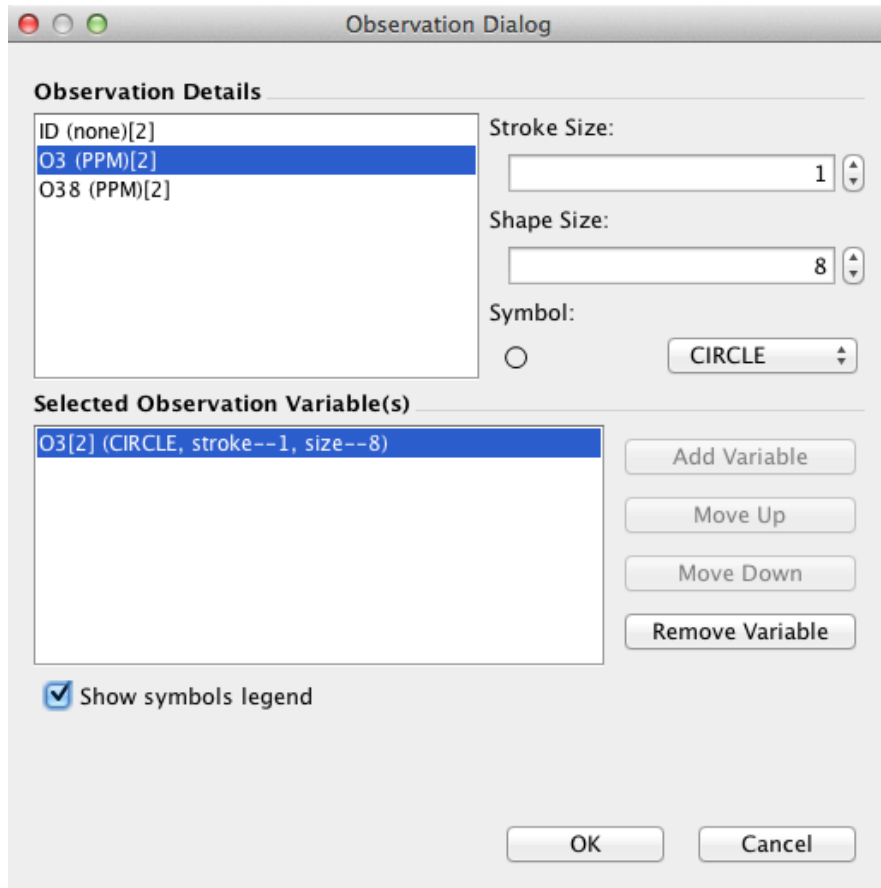 Observation Dialog
Observation Details
ID (none)[2]
O3 (PPM)[2]
O38 (PPM)[2]
Stroke Size:
1
Shape Size:
8
Symbol:
CIRCLE
Selected Observation Variable(s)
O3[2] (CIRCLE, stroke--1, size--8)
Add Variable
Move Up
Move Down
Remove Variable
Show symbols legend
OK Cancel